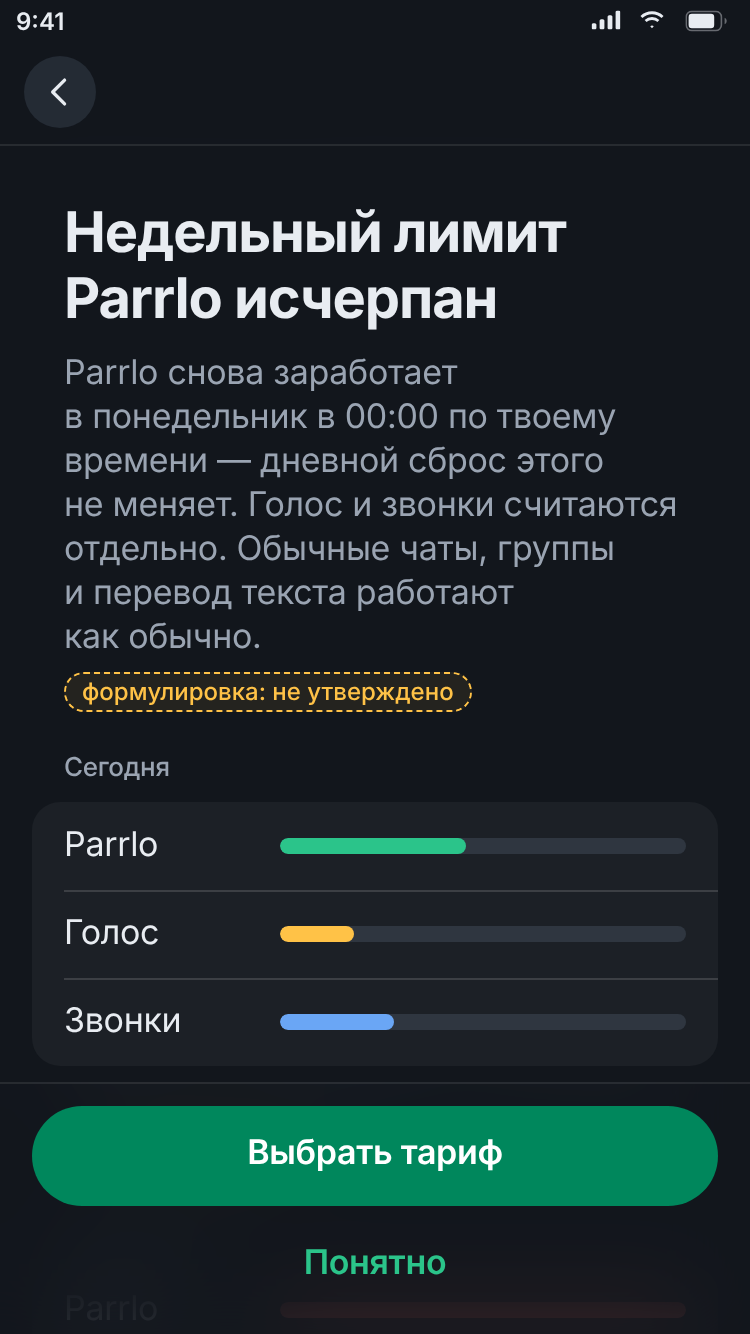 9:41
Недельный лимит
Parrlo исчерпан
Parrlo снова заработает
в понедельник в 00:00 по твоему
времени — дневной сброс этого
не меняет. Голос и звонки считаются
отдельно. Обычные чаты, группы
и перевод текста работают
как обычно.
формулировка: не утверждено
Сегодня
Parrlo
Голос
Звонки
Выбрать тариф
Понятно
Parrlo